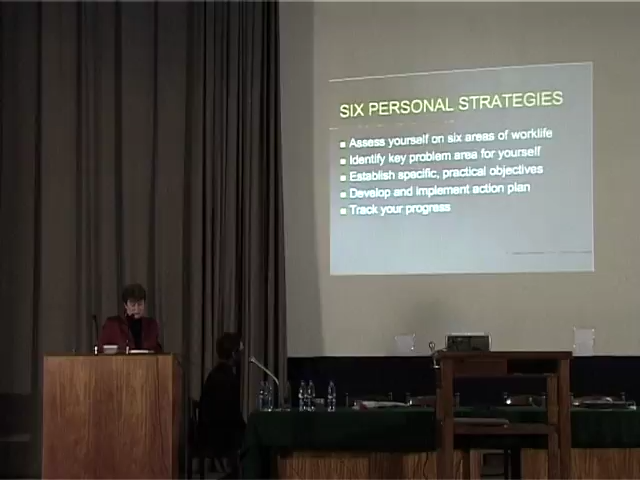 SIX PERSONAL STRATEGIES
Assess yourself on six areas of worklife
Identify key problem area for yourself
Establish specific, practical objectives
Develop and implement action plan
Track your progress